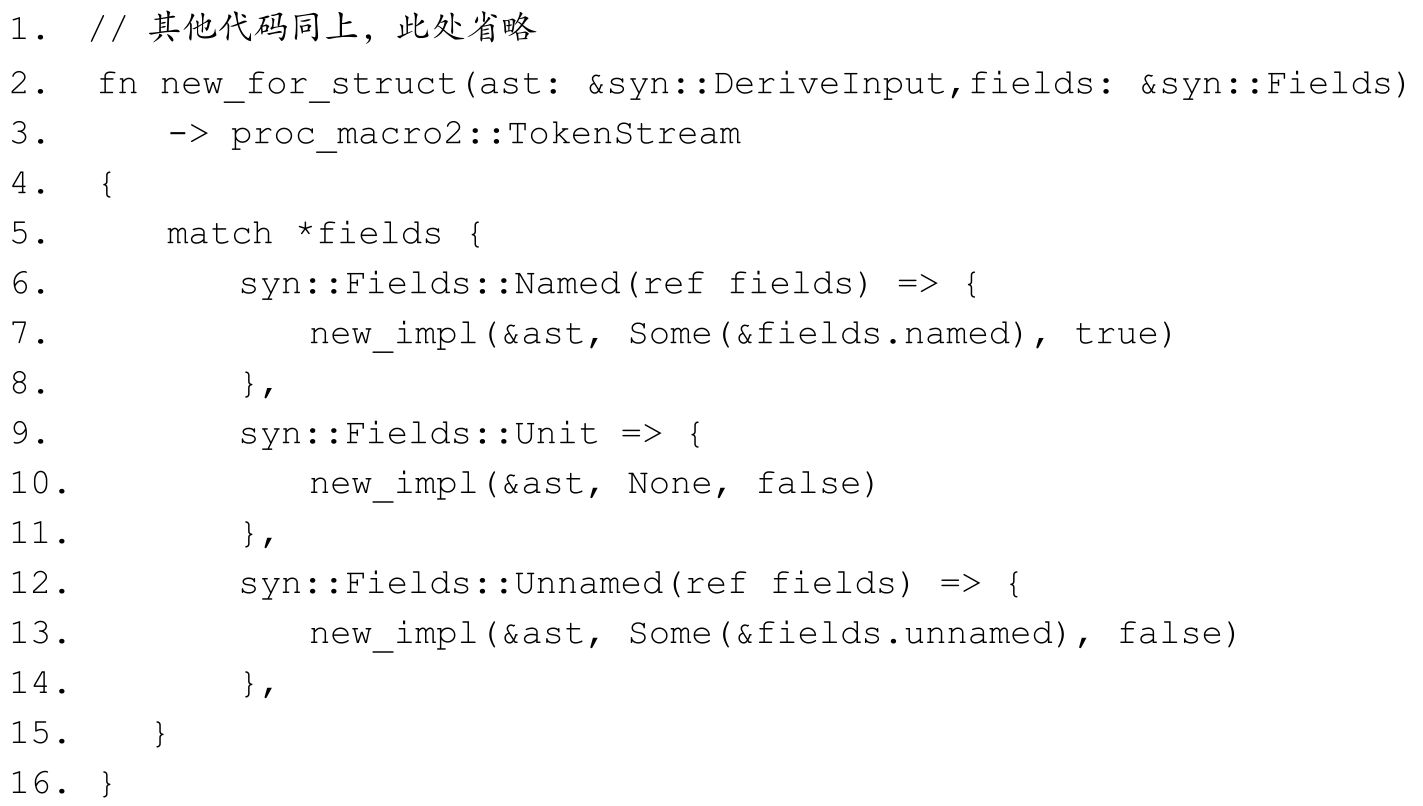 1. // 其他代码同上，此处省略
2. fn new_for_struct(ast: &syn::DeriveInput,fields: &syn::Fields)
3. -> proc_macro2::TokenStream
4. {
5. match *fields {
6. syn::Fields::Named(ref fields) => {
7. new_impl(&ast, Some(&fields.named), true)
8. },
9. syn::Fields::Unit => {
10. new_impl(&ast, None, false)
11. },
12. syn::Fields::Unnamed(ref fields) => {
13. new_impl(&ast, Some(&fields.unnamed), false)
14. },
15. }
16. }